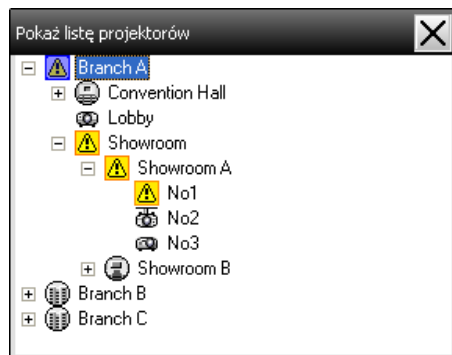 Pokaż listę projektorów
Branch A
Convention Hall
Lobby
Showroom
Showroom A
No1
No2
No3
Showroom B
Branch B
Branch C